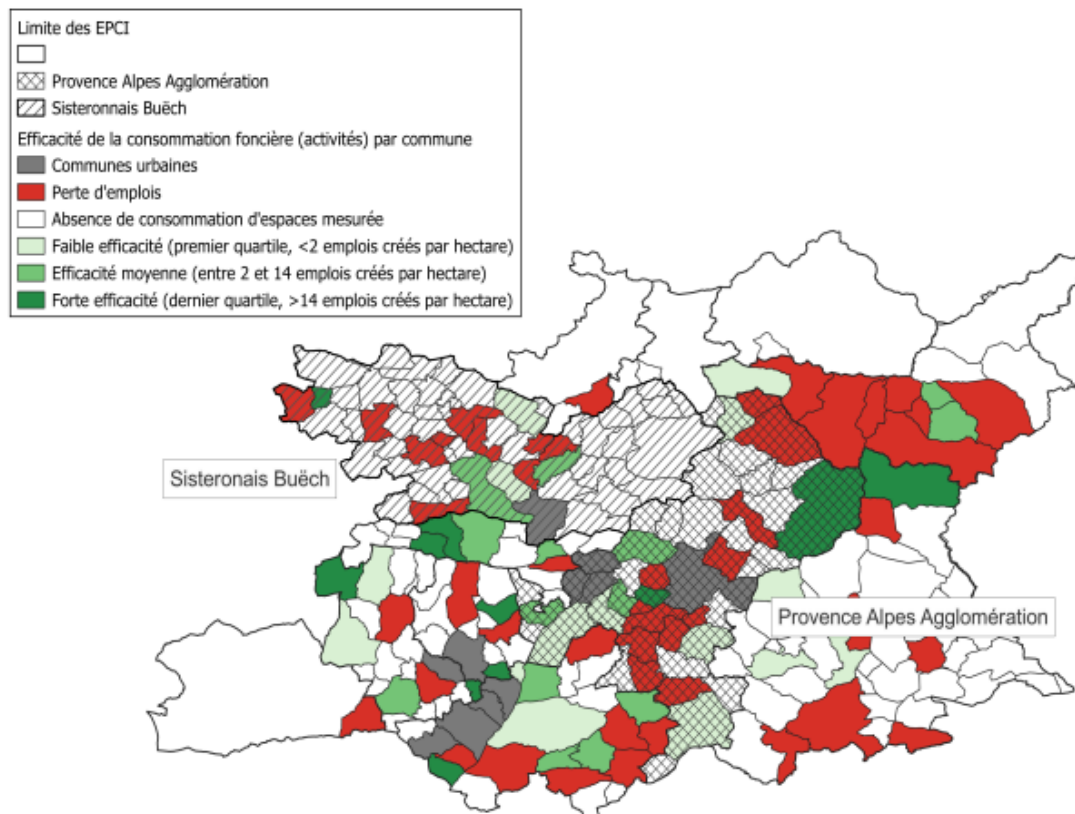 Limite des EPCI
Provence Alpes Agglomération
Sisteronnais Buëch
Efficacité de la consommation foncière (activités) par commune
Communes urbaines
Perte d'emplois
Absence de consommation d'espaces mesurée
Faible efficacité (premier quartile, <2 emplois créés par hectare)
Efficacité moyenne (entre 2 et 14 emplois créés par hectare)
Forte efficacité (dernier quartile, >14 emplois créés par hectare)
Sisteronais Buëch
Provence Alpes Agglomération